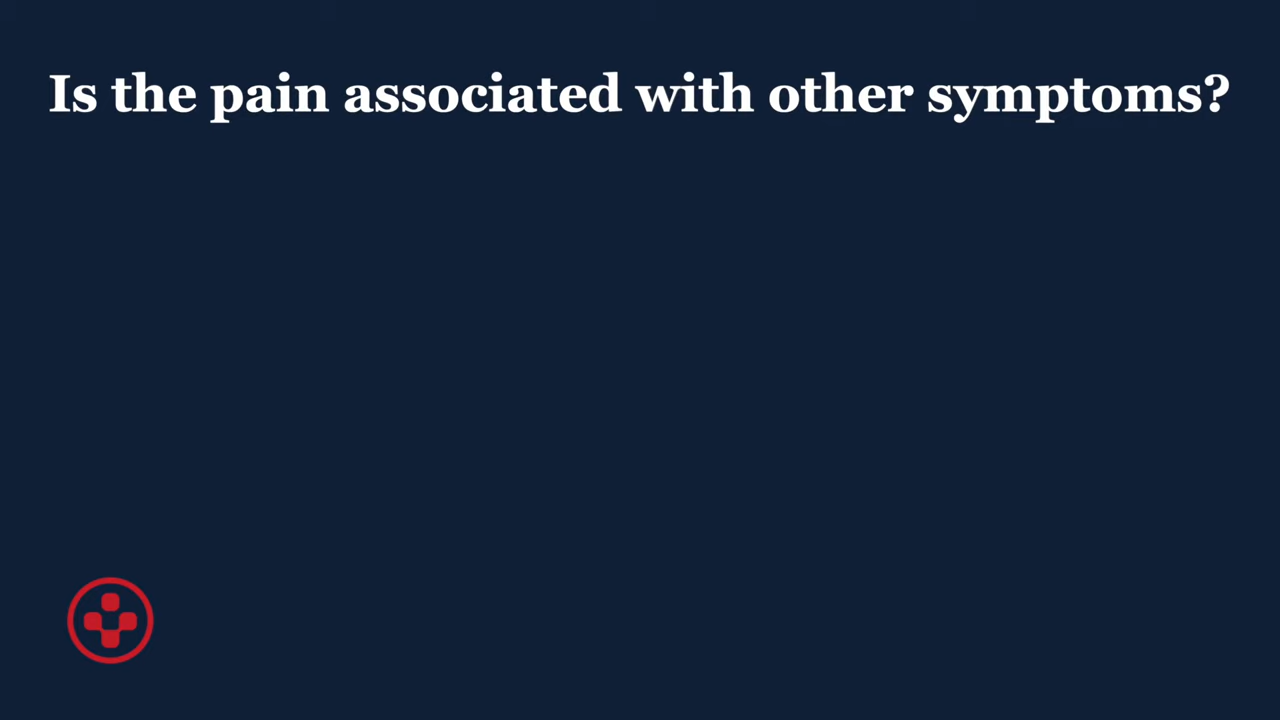 Is the pain associated with other symptoms?